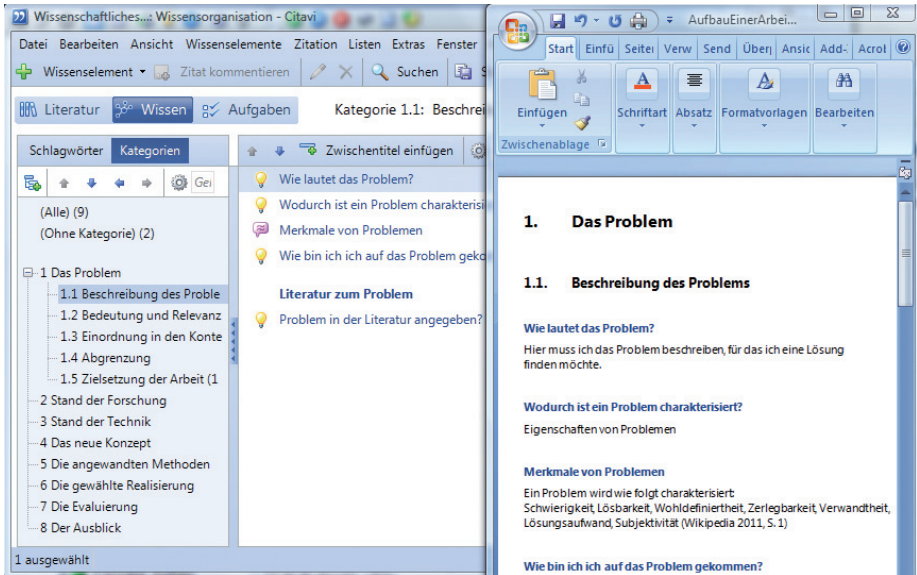 Wissenschaftliches...: Wissensorganisation - Citavi
Datei Bearbeiten Ansicht Wissenselemente Zitation Listen Extras Fenster
Wissenselement Zitat kommentieren Suchen S
Literatur Wissen Aufgaben Kategorie 1.1: Beschrei
Schlagwörter Kategorien
Zwischentitel einfügen
Gei
(Alle) (9)
(Ohne Kategorie) (2)
1 Das Problem
1.1 Beschreibung des Proble
1.2 Bedeutung und Relevanz
1.3 Einordnung in den Konte
1.4 Abgrenzung
1.5 Zielsetzung der Arbeit (1
2 Stand der Forschung
3 Stand der Technik
4 Das neue Konzept
5 Die angewandten Methoden
6 Die gewählte Realisierung
7 Die Evaluierung
8 Der Ausblick
Wie lautet das Problem?
Wodurch ist ein Problem charakterisi
Merkmale von Problemen
Wie bin ich ich auf das Problem geko
Literatur zum Problem
Problem in der Literatur angegeben?
1 ausgewählt
AufbauEinerArbei...
Start Einfü Seiter Verw Send Überj Ansic Add- Acrol
Einfügen Schriftart Absatz Formatvorlagen Bearbeiten
Zwischenablage
1. Das Problem
1.1. Beschreibung des Problems
Wie lautet das Problem?
Hier muss ich das Problem beschreiben, für das ich eine Lösung
finden möchte.
Wodurch ist ein Problem charakterisiert?
Eigenschaften von Problemen
Merkmale von Problemen
Ein Problem wird wie folgt charakterisiert:
Schwierigkeit, Lösbarkeit, Wohldefiniertheit, Zerlegbarkeit, Verwandtheit,
Lösungsaufwand, Subjektivität (Wikipedia 2011, S. 1)
Wie bin ich ich auf das Problem gekommen?